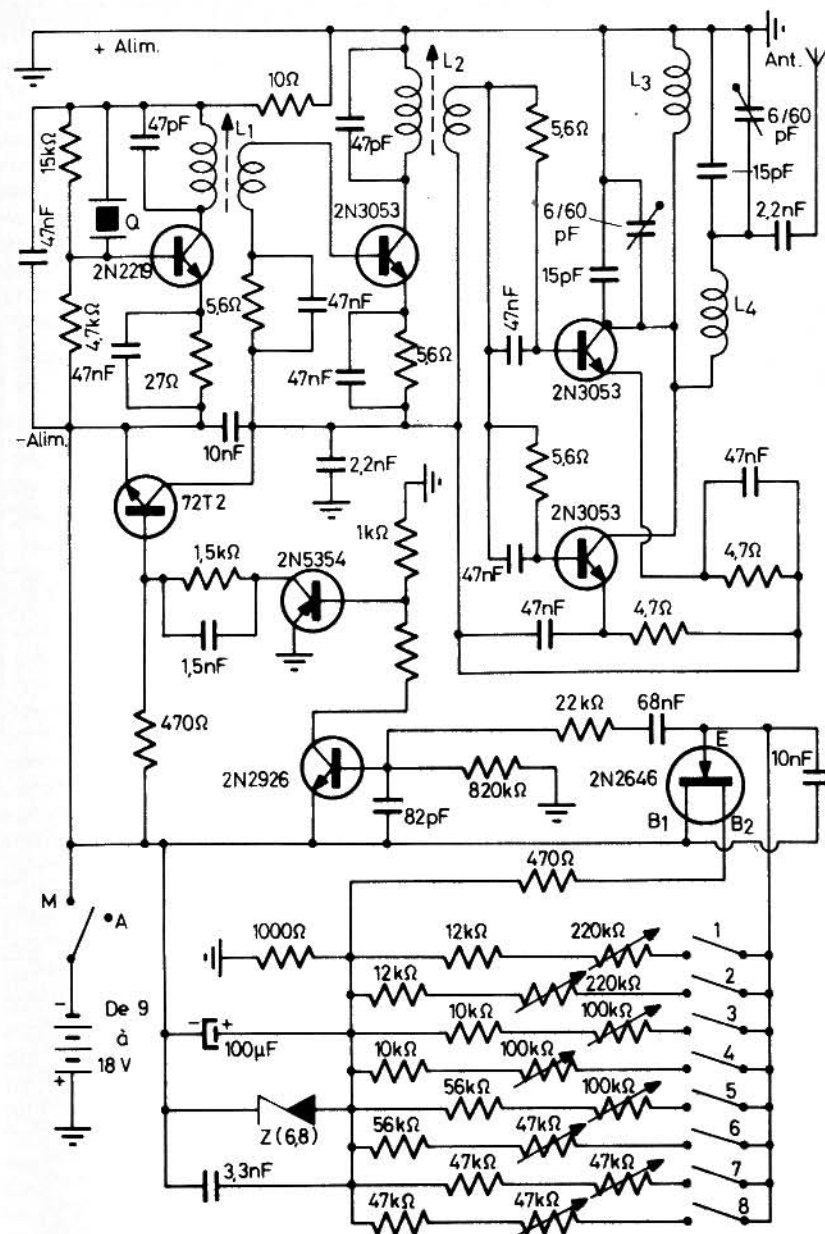 + Alim.
L2
L3
Ant.
10Ω
47pF
L1
47pF
15kΩ
5,6Ω
6/60
pF
15pF
6/60
pF
2,2nF
Q
2N3053
47nF
2N2219
15pF
L4
4,7kΩ
5,6Ω
47nF
47nF
47nF
27Ω
47nF
5,6Ω
2N3053
-Alim.
10nF
2,2nF
5,6Ω
47nF
72T2
2N3053
1kΩ
1,5kΩ
2N5354
47nF
4,7Ω
1,5nF
47nF
4,7Ω
22kΩ
68nF
470Ω
E
10nF
2N2926
820kΩ
2N2646
82pF
B1
B2
470Ω
M
A
1000Ω
12kΩ
220kΩ
1
12kΩ
220kΩ
2
- De 9
à
18 V
+
- +
100µF
10kΩ
100kΩ
3
10kΩ
100kΩ
4
56kΩ
100kΩ
5
Z (6,8)
56kΩ
47kΩ
6
3,3nF
47kΩ
47kΩ
7
47kΩ
47kΩ
8